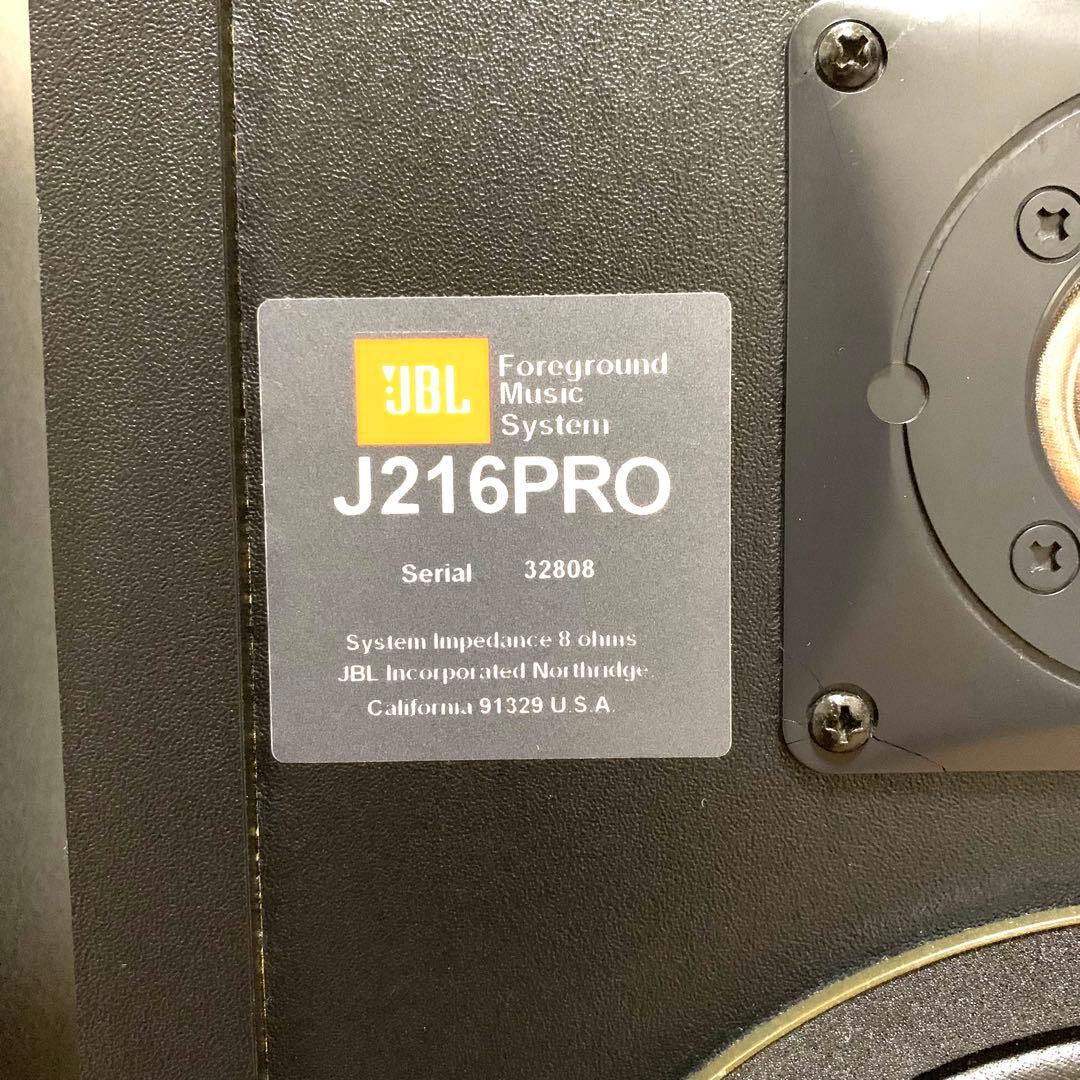 JBL
Foreground
Music
System
J216PRO
Serial 32808
System Impedance 8 ohms
JBL Incorporated Northridge
California 91329 U.S.A.